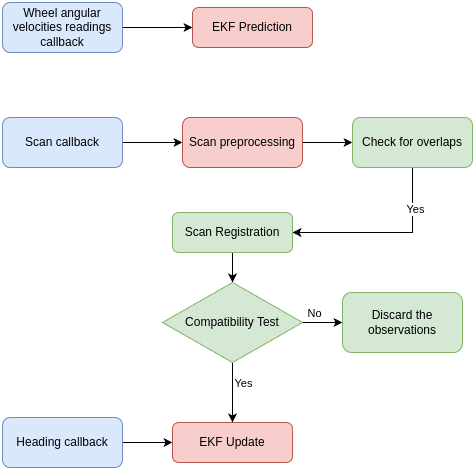 Wheel angular
velocities readings
callback
EKF Prediction
Scan callback
Scan preprocessing
Check for overlaps
Yes
Scan Registration
Compatibility Test
No
Discard the
observations
Yes
Heading callback
EKF Update